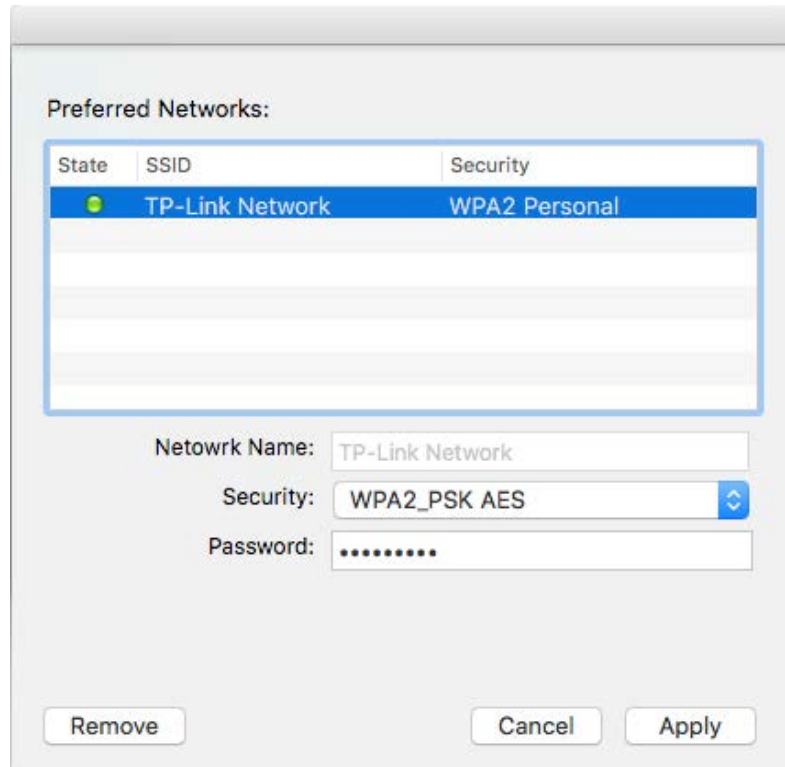 Preferred Networks:
State SSID Security
TP-Link Network WPA2 Personal
Netowrk Name: TP-Link Network
Security: WPA2_PSK AES
Password: •••••••••
Remove Cancel Apply